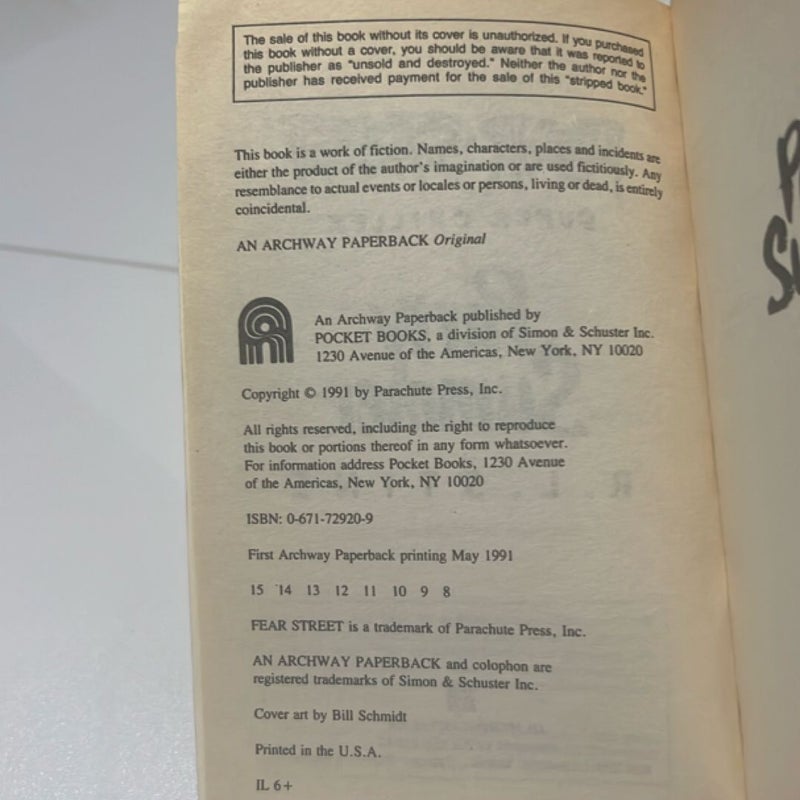 The sale of this book without its cover is unauthorized. If you purchased
this book without a cover, you should be aware that it was reported to
the publisher as "unsold and destroyed." Neither the author nor the
publisher has received payment for the sale of this "stripped book."
This book is a work of fiction. Names, characters, places and incidents are
either the product of the author's imagination or are used fictitiously. Any
resemblance to actual events or locales or persons, living or dead, is entirely
coincidental.
AN ARCHWAY PAPERBACK Original
An Archway Paperback published by
POCKET BOOKS, a division of Simon & Schuster Inc.
1230 Avenue of the Americas, New York, NY 10020
Copyright © 1991 by Parachute Press, Inc.
All rights reserved, including the right to reproduce
this book or portions thereof in any form whatsoever.
For information address Pocket Books, 1230 Avenue
of the Americas, New York, NY 10020
ISBN: 0-671-72920-9
First Archway Paperback printing May 1991
15 14 13 12 11 10 9 8
FEAR STREET is a trademark of Parachute Press, Inc.
AN ARCHWAY PAPERBACK and colophon are
registered trademarks of Simon & Schuster Inc.
Cover art by Bill Schmidt
Printed in the U.S.A.
IL 6+